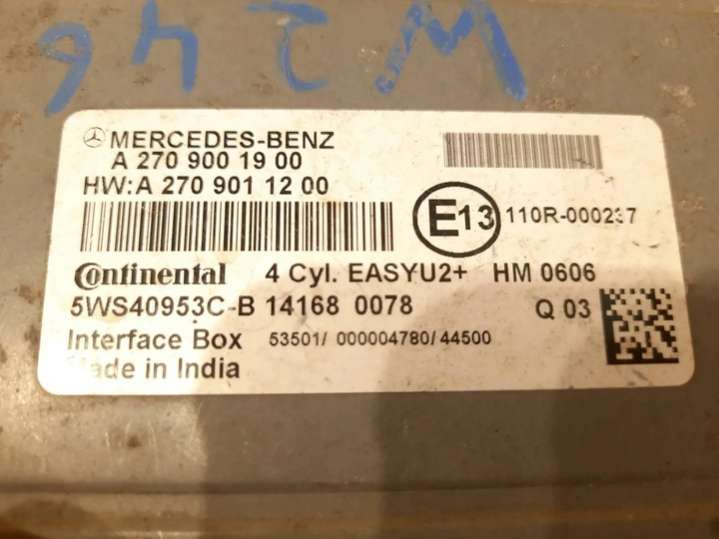 W246
MERCEDES-BENZ
A 270 900 19 00
HW:A 270 901 12 00
E13 110R-000237
Continental 4 Cyl. EASYU2+ HM 0606
5WS40953C-B 14168 0078 Q 03
Interface Box 53501/ 000004780/ 44500
Made in India